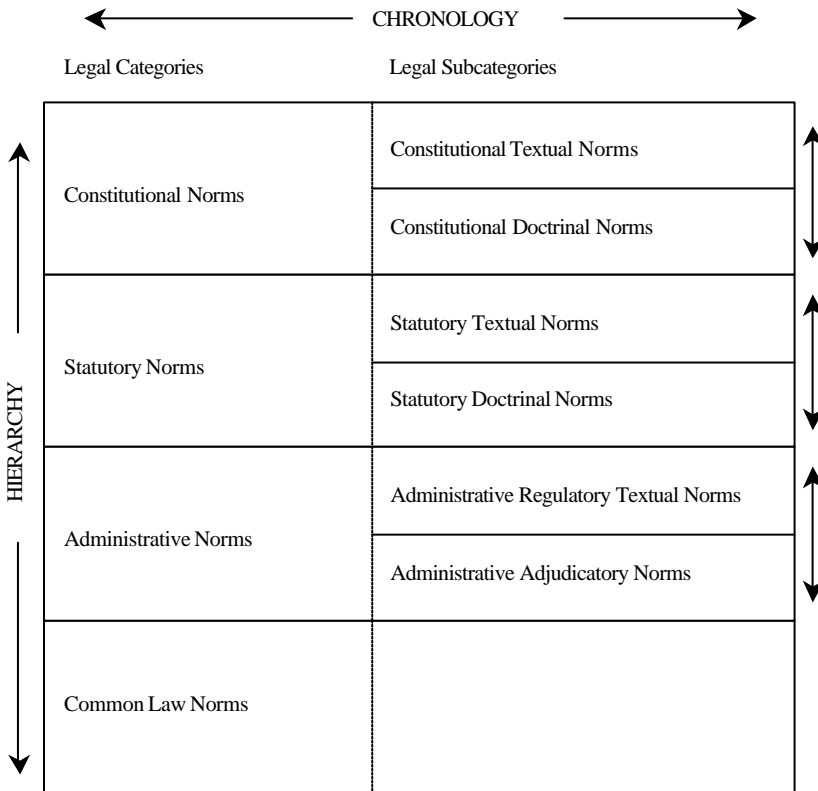 CHRONOLOGY
Legal Categories
Legal Subcategories
HIERARCHY
Constitutional Norms
Constitutional Textual Norms
Constitutional Doctrinal Norms
Statutory Norms
Statutory Textual Norms
Statutory Doctrinal Norms
Administrative Norms
Administrative Regulatory Textual Norms
Administrative Adjudicatory Norms
Common Law Norms